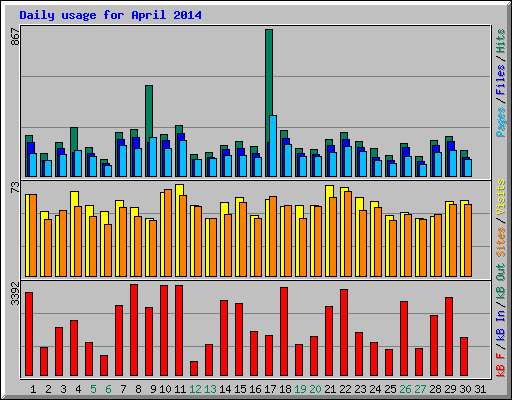 Daily usage for April 2014
867
73
3392
Pages / Files / Hits
Sites / Visits
kB F / kB In / kB Out
1 2 3 4 5 6 7 8 9 10 11 12 13 14 15 16 17 18 19 20 21 22 23 24 25 26 27 28 29 30 31